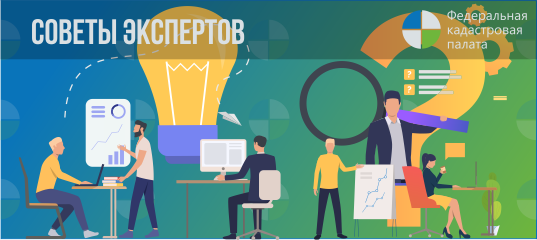 СОВЕТЫ ЭКСПЕРТОВ
Федеральная
кадастровая
палата
?
?